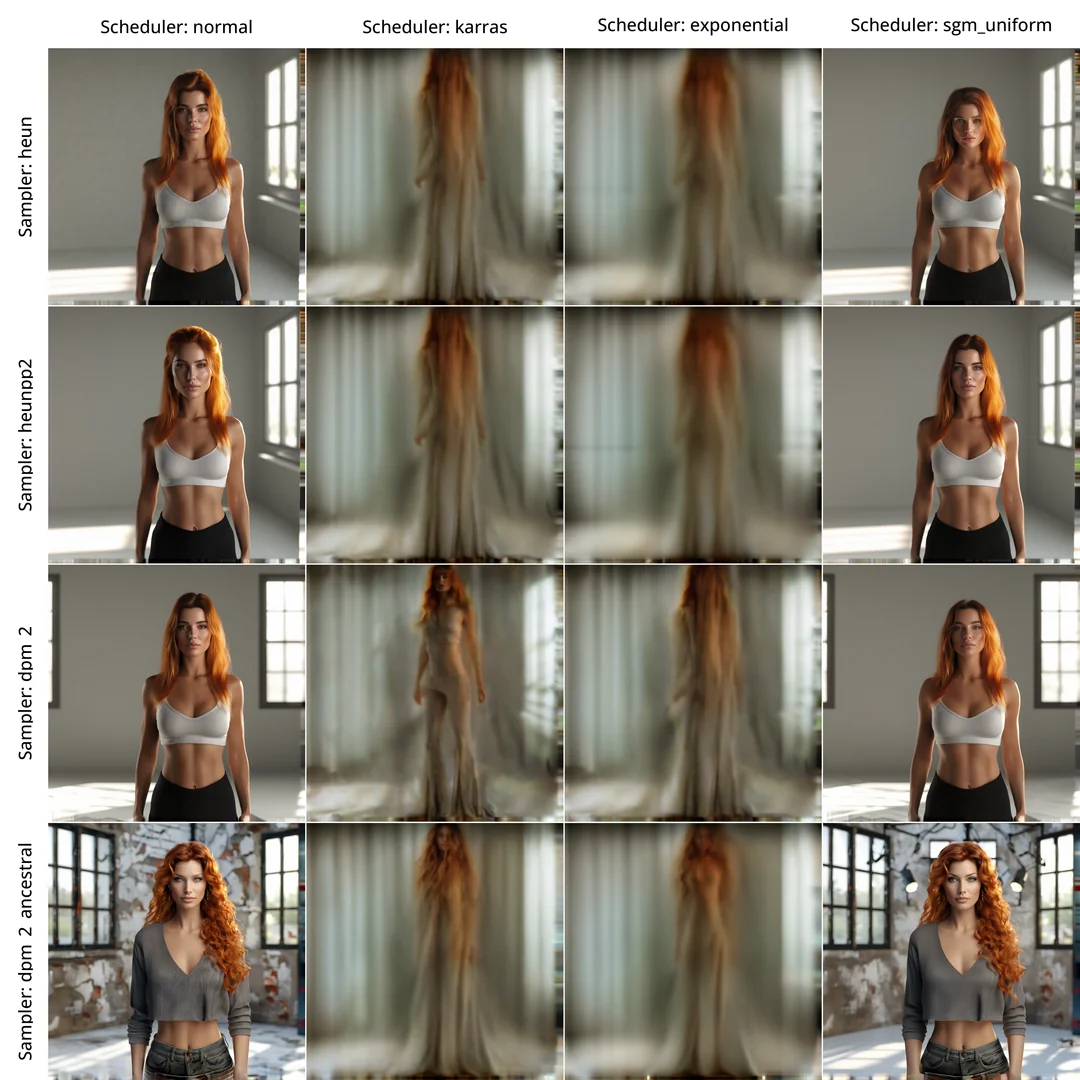 Scheduler: normal
Scheduler: karras
Scheduler: exponential
Scheduler: sgm_uniform
Sampler: heun
Sampler: heunpp2
Sampler: dpm 2
Sampler: dpm 2 ancestral